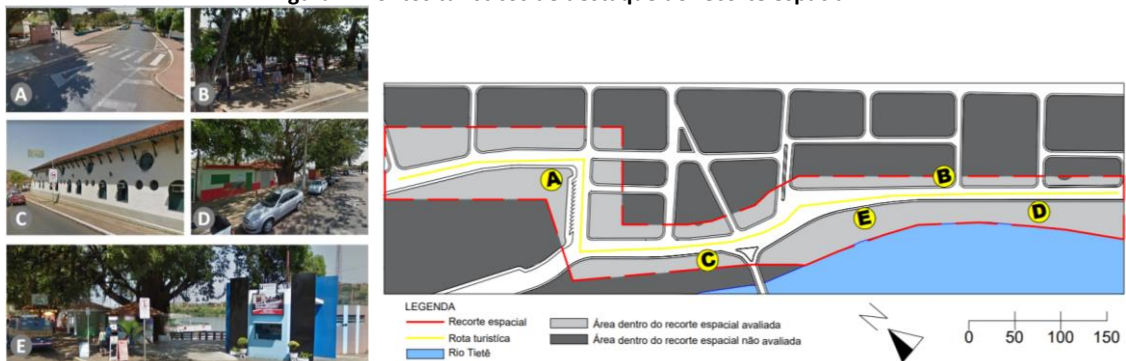 A
B
C
D
E
A
B
E
D
C
LEGENDA
Recorte espacial
Rota turística
Rio Tietê
Área dentro do recorte espacial avaliada
Área dentro do recorte espacial não avaliada
N
0 50 100 150